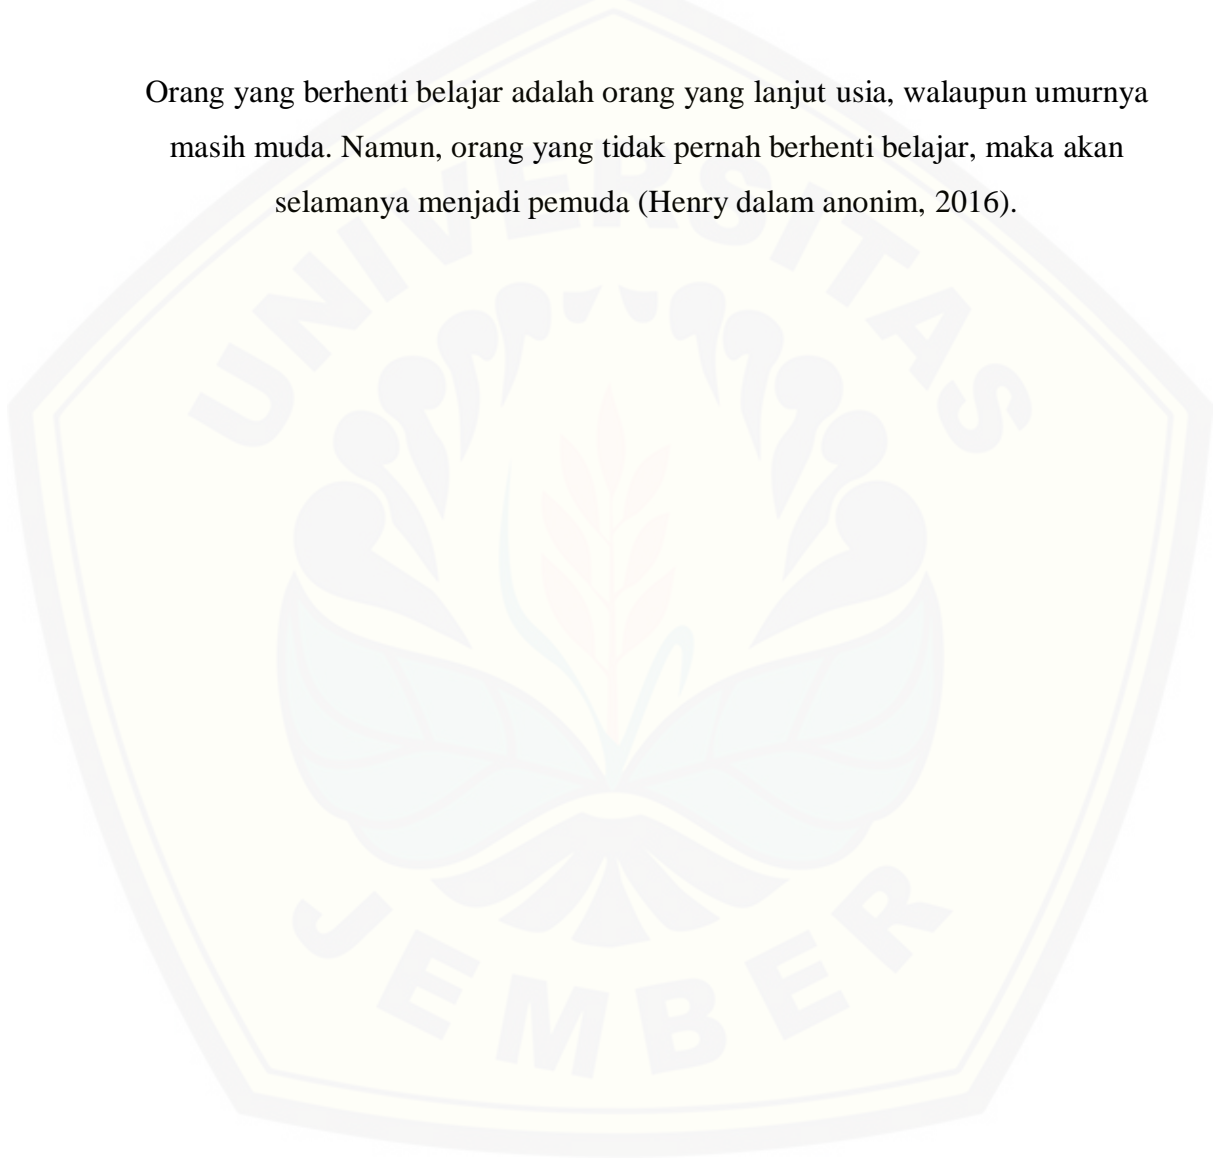 Orang yang berhenti belajar adalah orang yang lanjut usia, walaupun umurnya
masih muda. Namun, orang yang tidak pernah berhenti belajar, maka akan
selamanya menjadi pemuda (Henry dalam anonim, 2016).
UNIVERSITAS
JEMBER